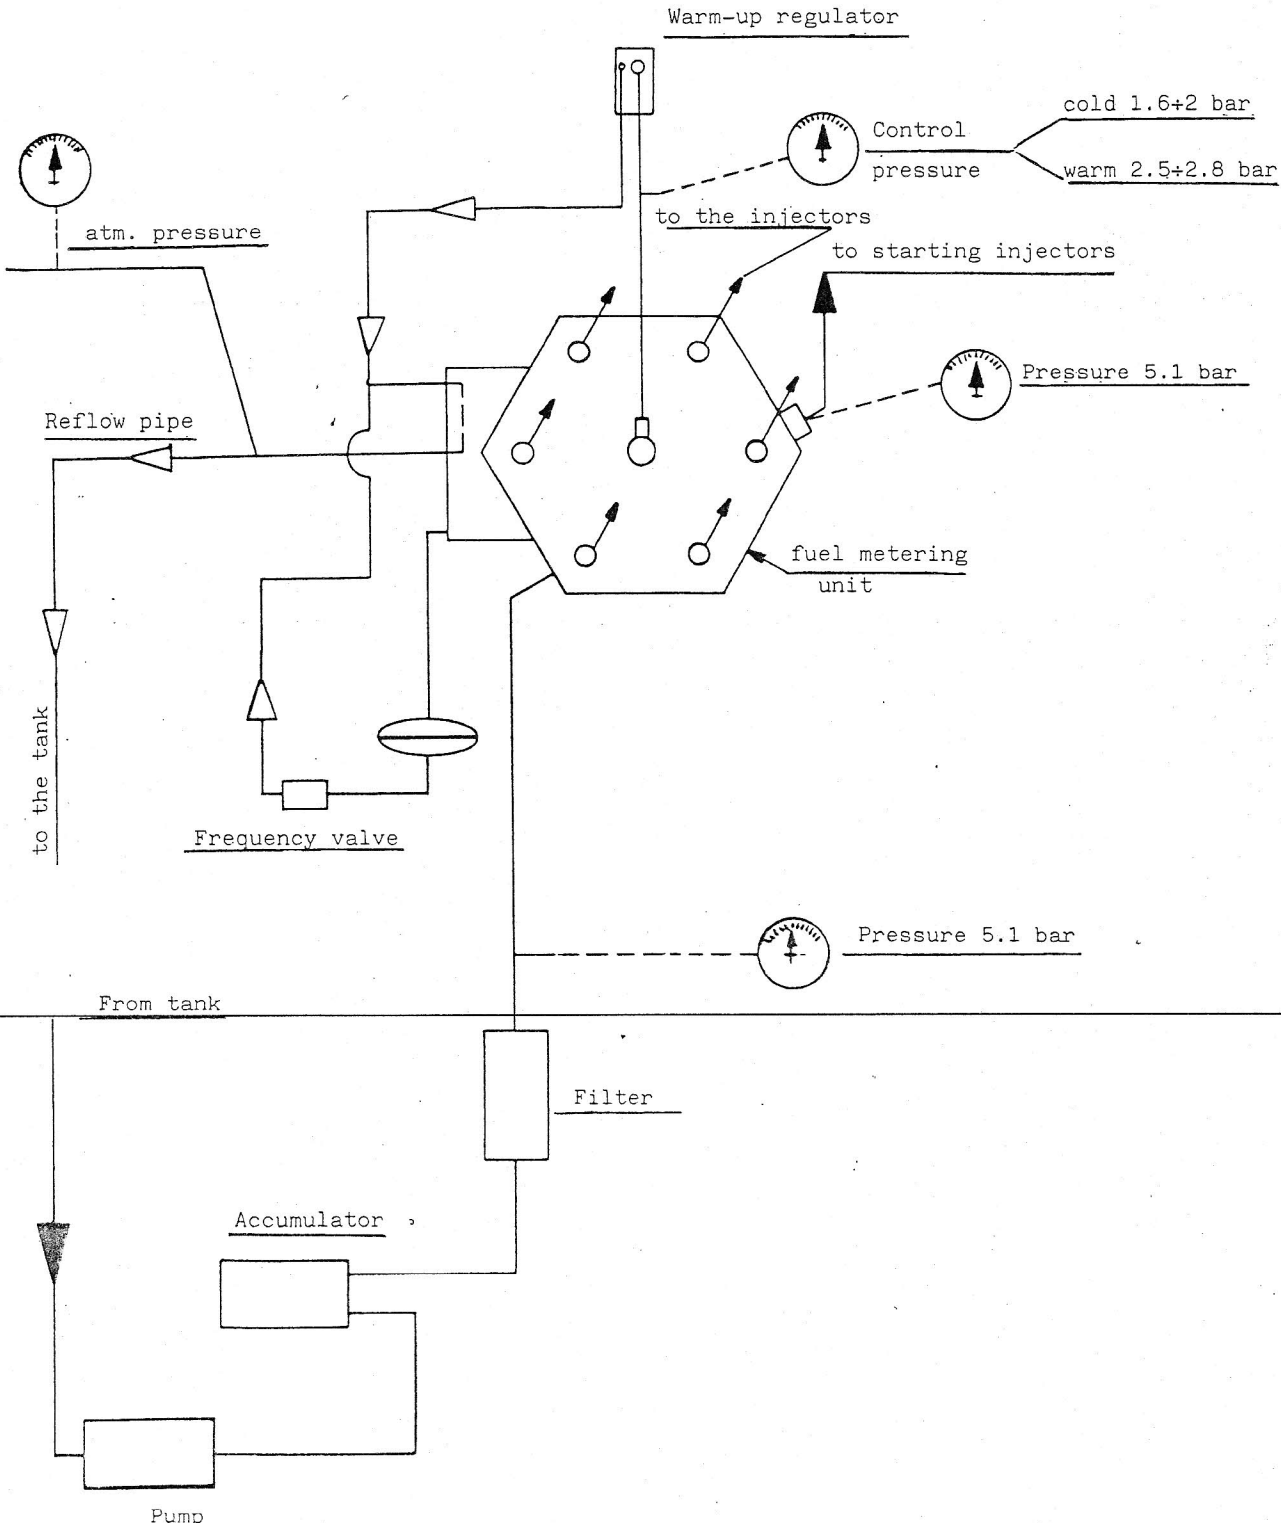 Warm-up regulator
cold 1.6÷2 bar
Control
pressure
warm 2.5÷2.8 bar
to the injectors
atm. pressure
to starting injectors
Pressure 5.1 bar
Reflow pipe
fuel metering
unit
to the tank
Frequency valve
Pressure 5.1 bar
From tank
Filter
Accumulator
Pump